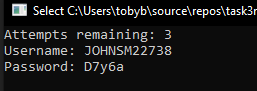 Select C:\Users\tobyb\source\repos\task3r
Attempts remaining: 3
Username: JOHNSM22738
Password: D7y6a